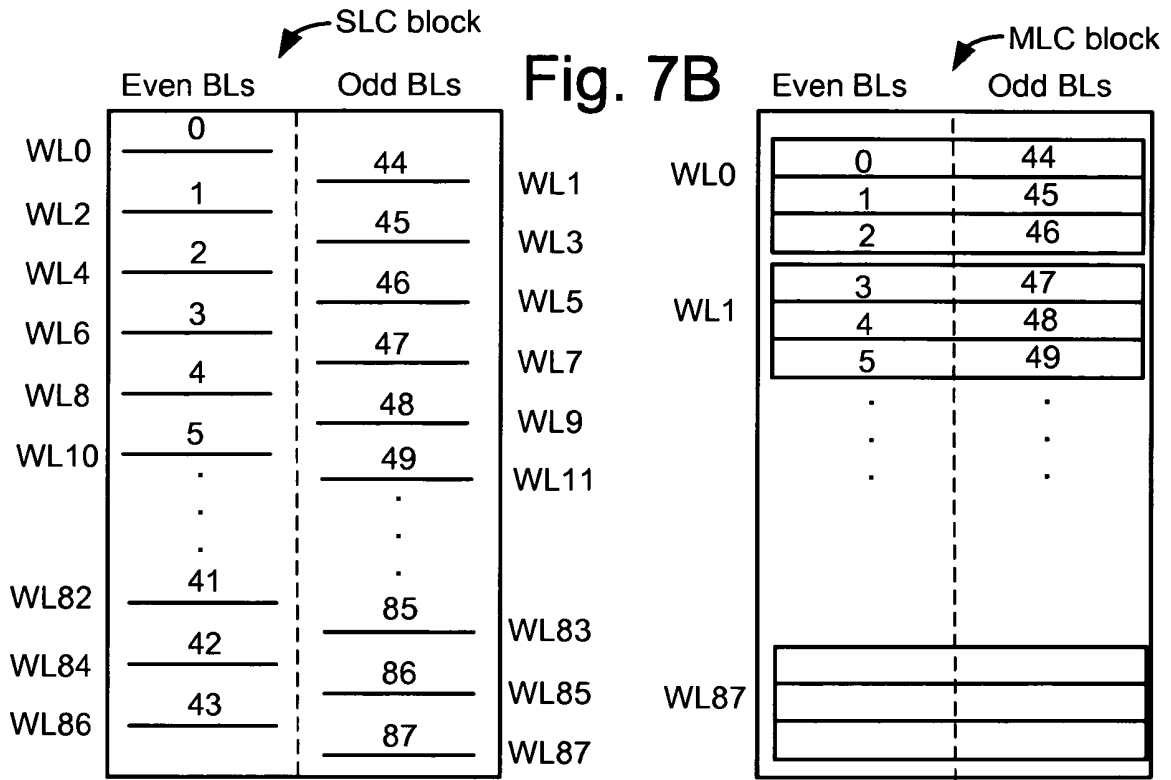 SLC block
Even BLs Odd BLs
Fig. 7B
MLC block
Even BLs Odd BLs
WL0 0
44 WL1
WL2 1
45 WL3
WL4 2
46 WL5
WL6 3
47 WL7
WL8 4
48 WL9
WL10 5
49 WL11
WL82 41
85 WL83
WL84 42
86 WL85
WL86 43
87 WL87
WL0
0 44
1 45
2 46
WL1
3 47
4 48
5 49
WL87